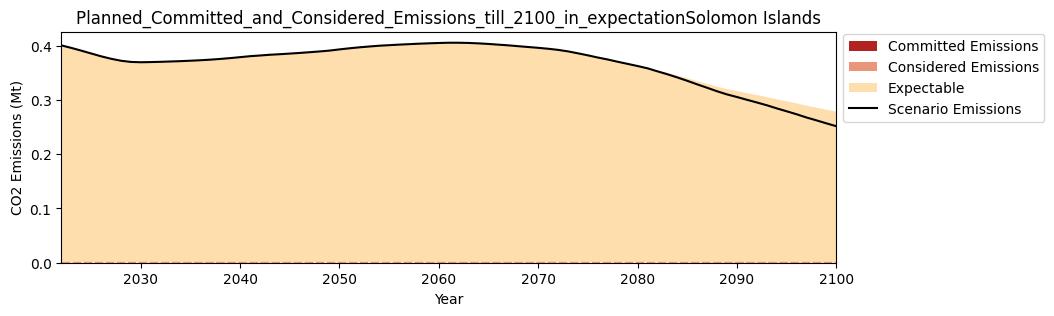 Planned_Committed_and_Considered_Emissions_till_2100_in_expectationSolomon Islands
CO2 Emissions (Mt)
0.4
0.3
0.2
0.1
0.0
2030 2040 2050 2060 2070 2080 2090 2100
Year
Committed Emissions
Considered Emissions
Expectable
Scenario Emissions